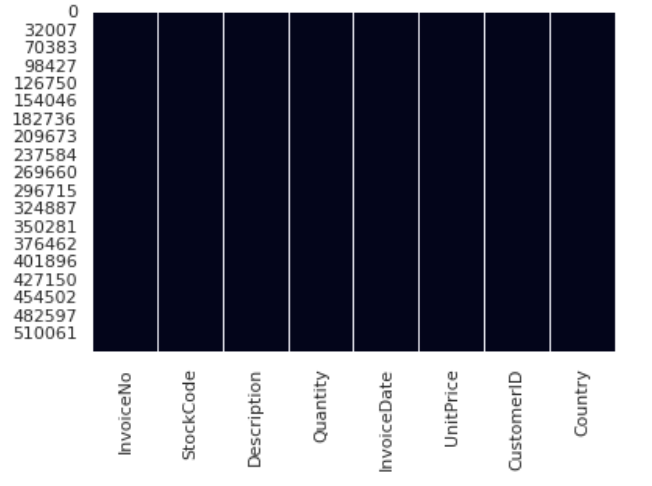 0
32007
70383
98427
126750
154046
182736
209673
237584
269660
296715
324887
350281
376462
401896
427150
454502
482597
510061
InvoiceNo
StockCode
Description
Quantity
InvoiceDate
UnitPrice
CustomerID
Country